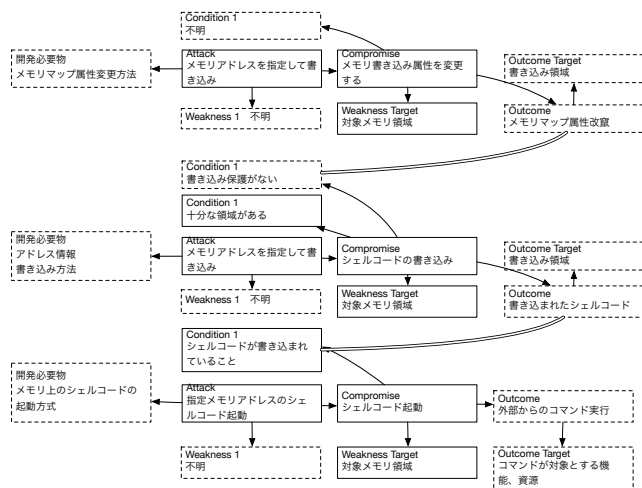 Condition 1
不明
開発必要物
メモリマップ属性変更方法
Attack
メモリアドレスを指定して書
き込み
Compromise
メモリ書き込み属性を変更
する
Outcome Target
書き込み領域
Weakness 1　不明
Weakness Target
対象メモリ領域
Outcome
メモリマップ属性改竄
Condition 1
書き込み保護がない
Condition 1
十分な領域がある
開発必要物
アドレス情報
書き込み方法
Attack
メモリアドレスを指定して書
き込み
Compromise
シェルコードの書き込み
Outcome Target
書き込み領域
Weakness 1　不明
Weakness Target
対象メモリ領域
Outcome
書き込まれたシェルコード
Condition 1
シェルコードが書き込まれ
ていること
開発必要物
メモリ上のシェルコードの
起動方式
Attack
指定メモリアドレスのシェ
ルコード起動
Compromise
シェルコード起動
Outcome
外部からのコマンド実行
Weakness 1
不明
Weakness Target
対象メモリ領域
Outcome Target
コマンドが対象とする機
能、資源